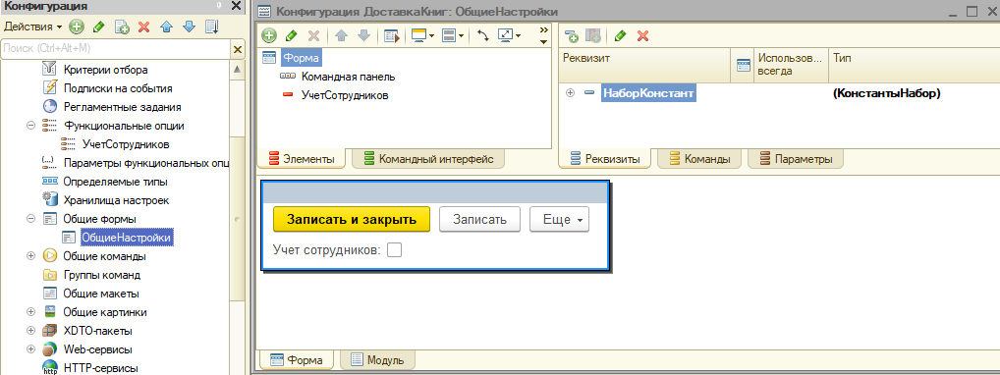 Конфигурация
Действия
Поиск (Ctrl+Alt+M)
Критерии отбора
Подписки на события
Регламентные задания
Функциональные опции
УчетСотрудников
Параметры функциональных опц
Определяемые типы
Хранилища настроек
Общие формы
ОбщиеНастройки
Общие команды
Группы команд
Общие макеты
Общие картинки
XDTO-пакеты
Web-сервисы
HTTP-сервисы
Конфигурация ДоставкаКниг: ОбщиеНастройки
Форма
Командная панель
УчетСотрудников
Элементы
Командный интерфейс
Реквизит
Использов...
всегда
Тип
НаборКонстант
(КонстантыНабор)
Реквизиты
Команды
Параметры
Записать и закрыть
Записать
Еще
Учет сотрудников:
Форма
Модуль